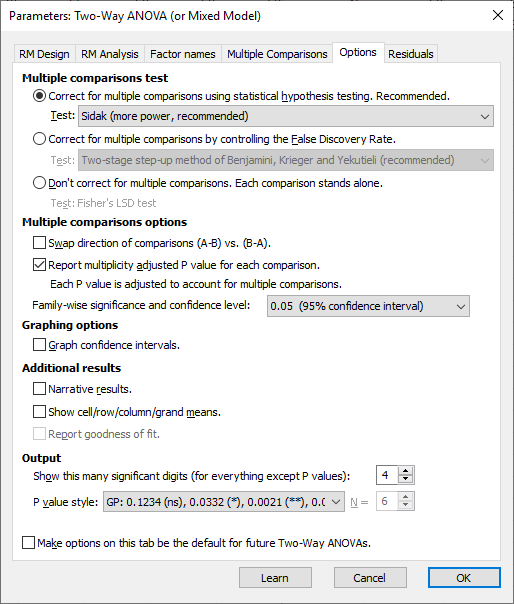 Parameters: Two-Way ANOVA (or Mixed Model)
RM Design RM Analysis Factor names Multiple Comparisons Options Residuals
Multiple comparisons test
Correct for multiple comparisons using statistical hypothesis testing. Recommended.
Test: Sidak (more power, recommended)
Correct for multiple comparisons by controlling the False Discovery Rate.
Test: Two-stage step-up method of Benjamini, Krieger and Yekutieli (recommended)
Don't correct for multiple comparisons. Each comparison stands alone.
Test: Fisher's LSD test
Multiple comparisons options
Swap direction of comparisons (A-B) vs. (B-A).
Report multiplicity adjusted P value for each comparison.
Each P value is adjusted to account for multiple comparisons.
Family-wise significance and confidence level: 0.05 (95% confidence interval)
Graphing options
Graph confidence intervals.
Additional results
Narrative results.
Show cell/row/column/grand means.
Report goodness of fit.
Output
Show this many significant digits (for everything except P values): 4
P value style: GP: 0.1234 (ns), 0.0332 (*), 0.0021 (**), 0.0 N = 6
Make options on this tab be the default for future Two-Way ANOVAs.
Learn Cancel OK